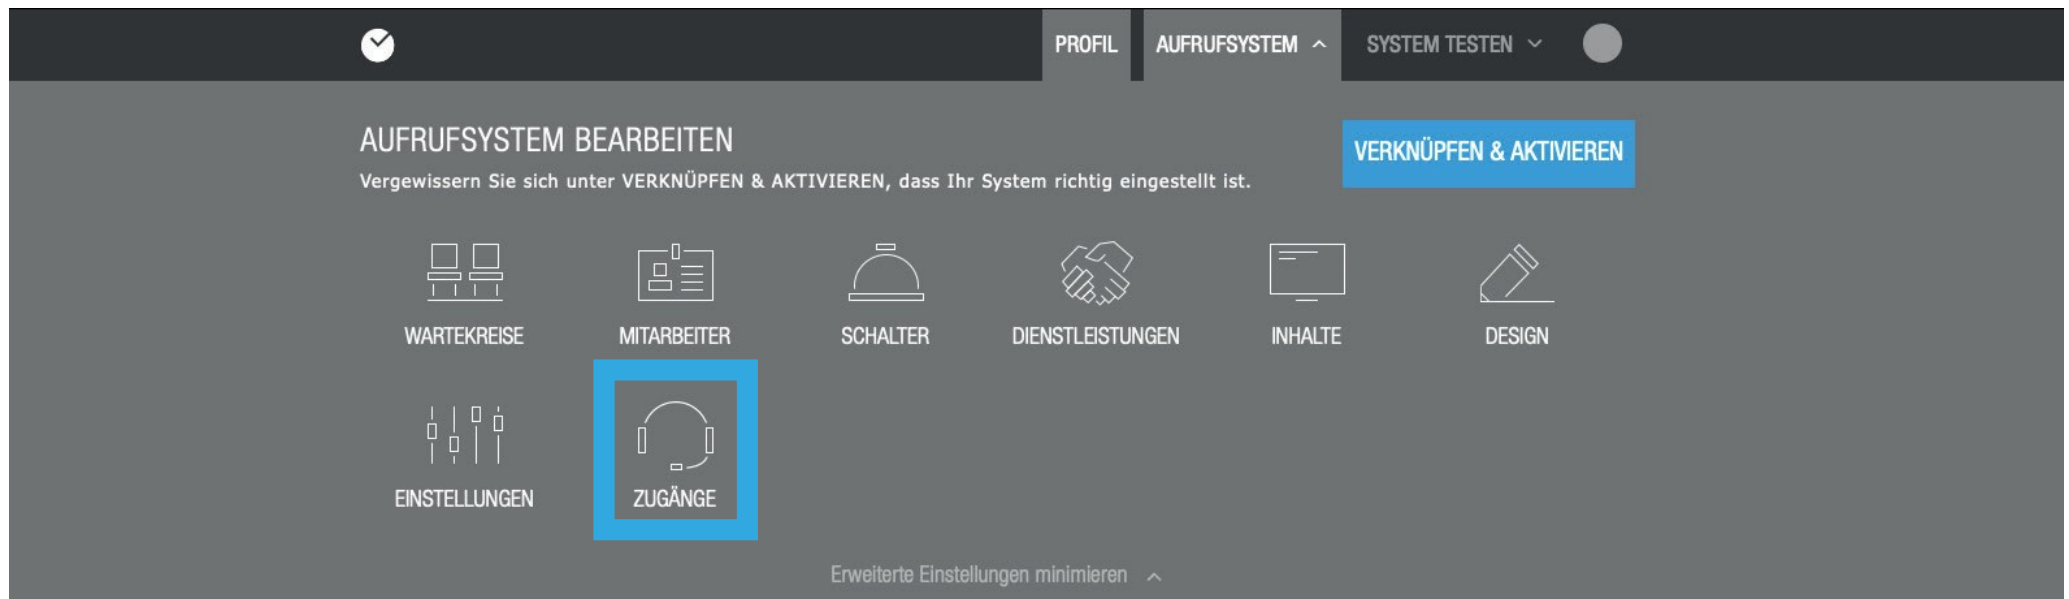 PROFIL AUFRUFSYSTEM SYSTEM TESTEN
AUFRUFSYSTEM BEARBEITEN
VERKNÜPFEN & AKTIVIEREN
Vergewissern Sie sich unter VERKNÜPFEN & AKTIVIEREN, dass Ihr System richtig eingestellt ist.
WARTEKREISE MITARBEITER SCHALTER DIENSTLEISTUNGEN INHALTE DESIGN
EINSTELLUNGEN ZUGÄNGE
Erweiterte Einstellungen minimieren